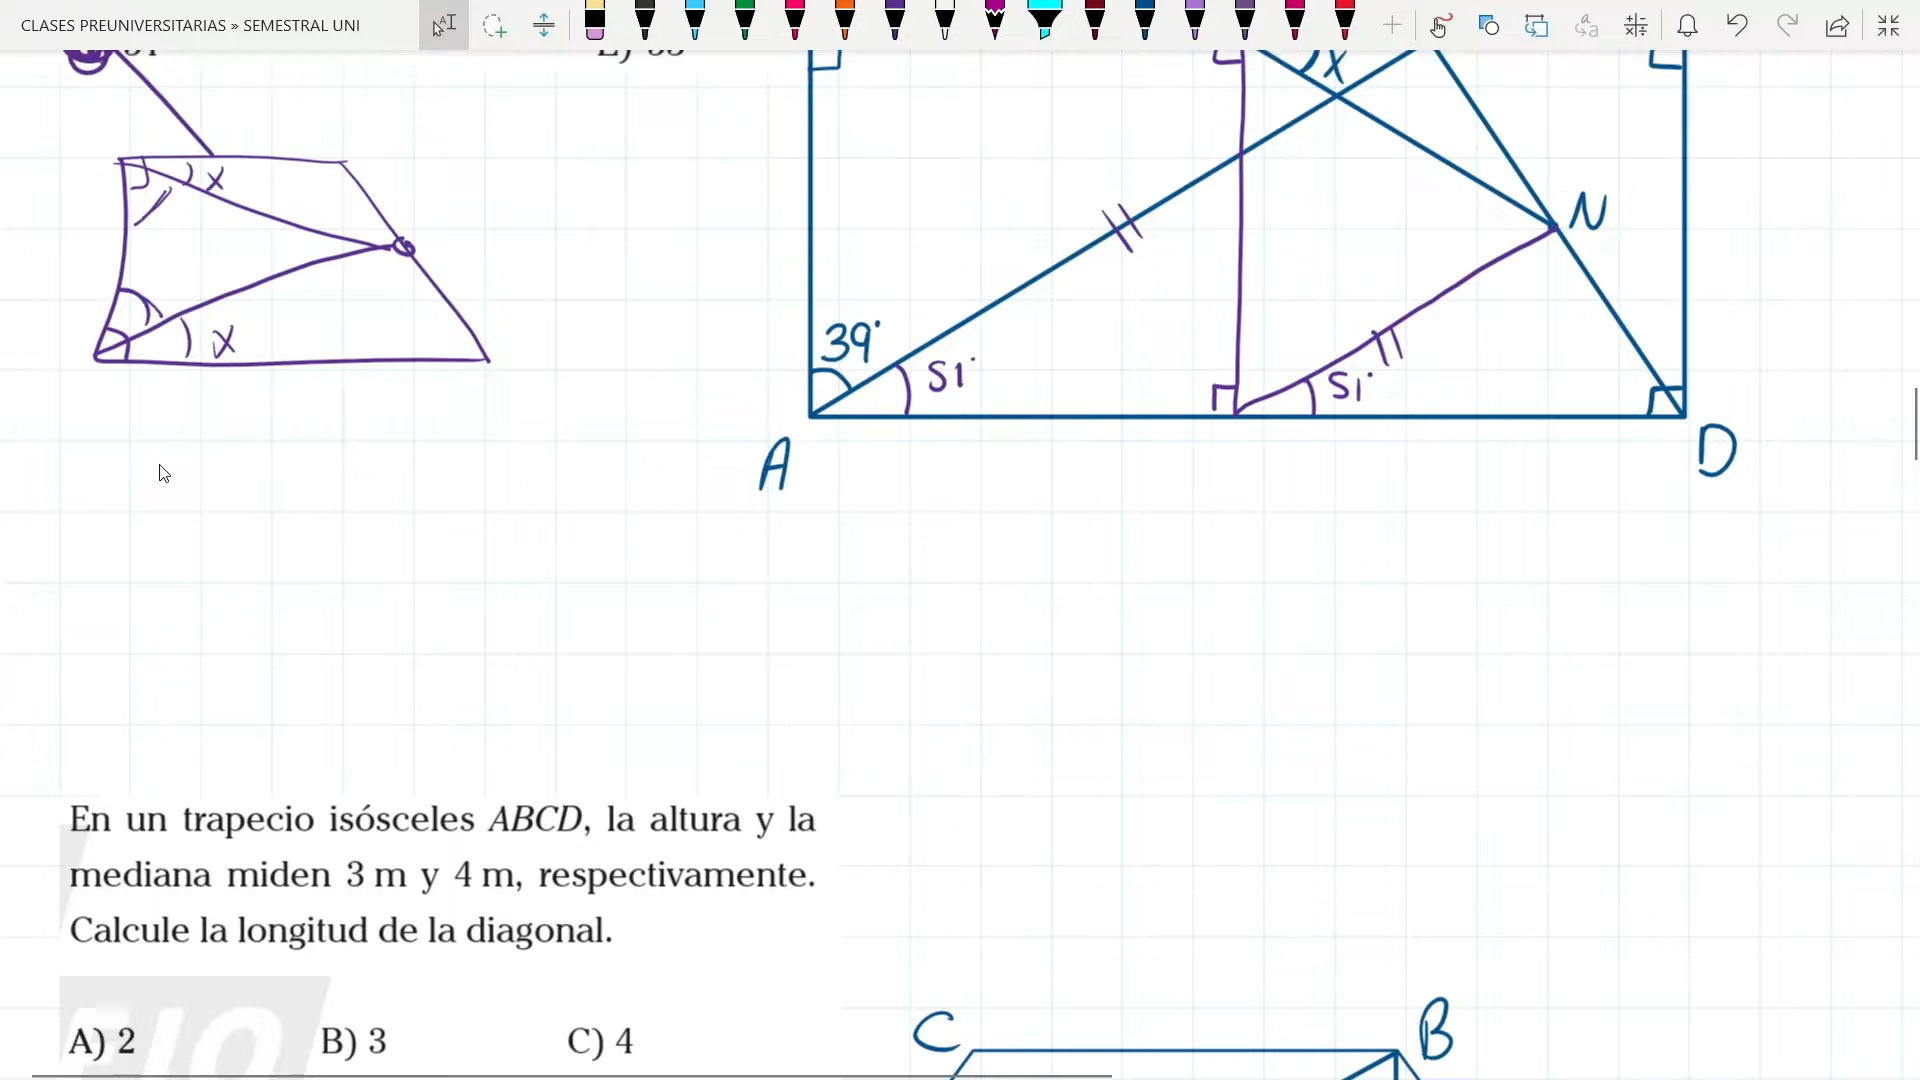 CLASES PREUNIVERSITARIAS » SEMESTRAL UNI
x
x
x
N
39°
51°
51°
A
D
En un trapecio isósceles ABCD, la altura y la
mediana miden 3 m y 4 m, respectivamente.
Calcule la longitud de la diagonal.
A) 2 B) 3 C) 4
C
B